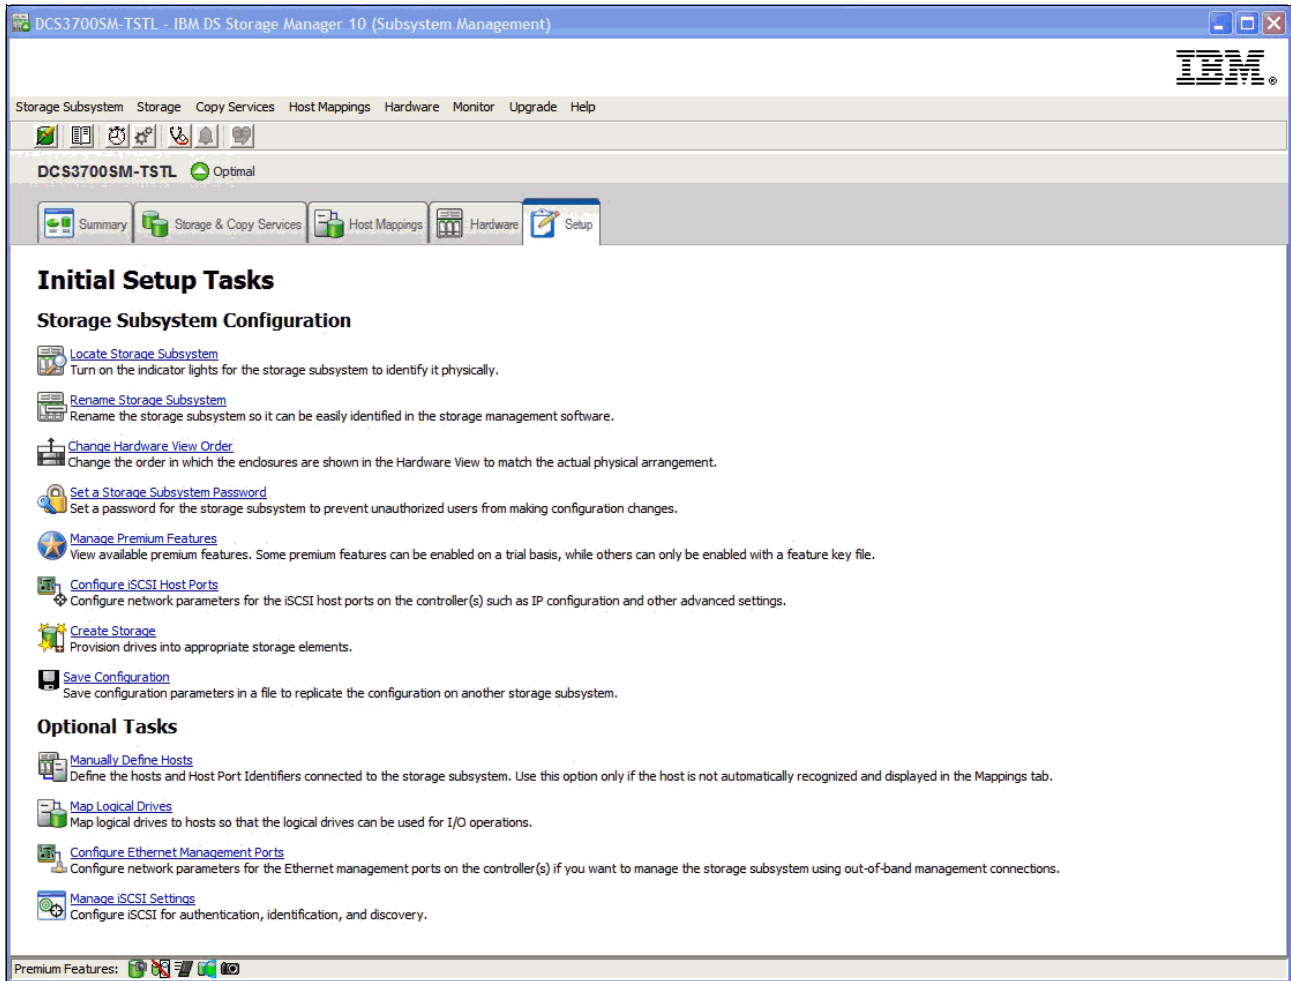 DCS3700SM-TSTL - IBM DS Storage Manager 10 (Subsystem Management)
IBM®
Storage Subsystem Storage Copy Services Host Mappings Hardware Monitor Upgrade Help
DCS3700SM-TSTL Optimal
Summary Storage & Copy Services Host Mappings Hardware Setup
Initial Setup Tasks
Storage Subsystem Configuration
Locate Storage Subsystem
Turn on the indicator lights for the storage subsystem to identify it physically.
Rename Storage Subsystem
Rename the storage subsystem so it can be easily identified in the storage management software.
Change Hardware View Order
Change the order in which the enclosures are shown in the Hardware View to match the actual physical arrangement.
Set a Storage Subsystem Password
Set a password for the storage subsystem to prevent unauthorized users from making configuration changes.
Manage Premium Features
View available premium features. Some premium features can be enabled on a trial basis, while others can only be enabled with a feature key file.
Configure iSCSI Host Ports
Configure network parameters for the iSCSI host ports on the controller(s) such as IP configuration and other advanced settings.
Create Storage
Provision drives into appropriate storage elements.
Save Configuration
Save configuration parameters in a file to replicate the configuration on another storage subsystem.
Optional Tasks
Manually Define Hosts
Define the hosts and Host Port Identifiers connected to the storage subsystem. Use this option only if the host is not automatically recognized and displayed in the Mappings tab.
Map Logical Drives
Map logical drives to hosts so that the logical drives can be used for I/O operations.
Configure Ethernet Management Ports
Configure network parameters for the Ethernet management ports on the controller(s) if you want to manage the storage subsystem using out-of-band management connections.
Manage iSCSI Settings
Configure iSCSI for authentication, identification, and discovery.
Premium Features: